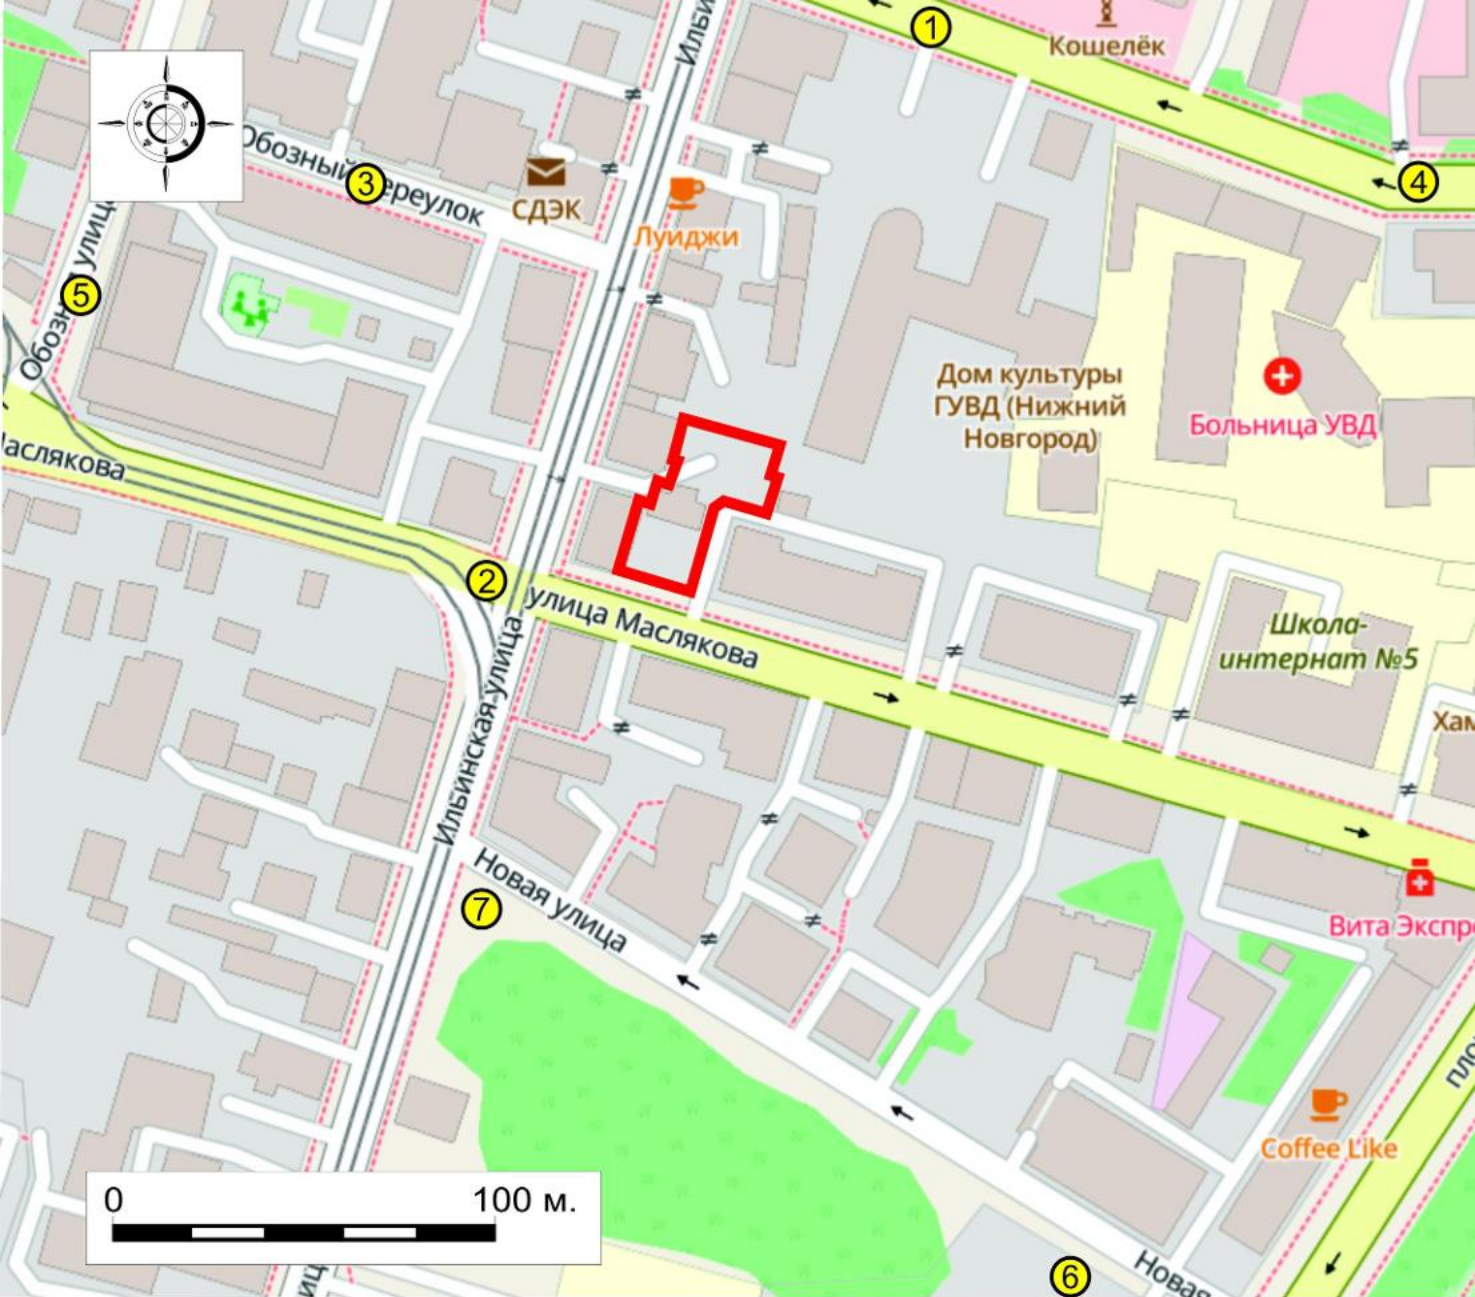 Ильи
1
Кошелёк
Обозный переулок
3
СДЭК
4
Луиджи
Обозная улица
5
Дом культуры
ГУВД (Нижний
Новгород)
Больница УВД
Маслякова
2
улица Маслякова
Школа-
интернат №5
Хам
Ильинская улица
Новая улица
7
Вита Экспре
пло
Coffee Like
0
100 м.
6
Новая
иц